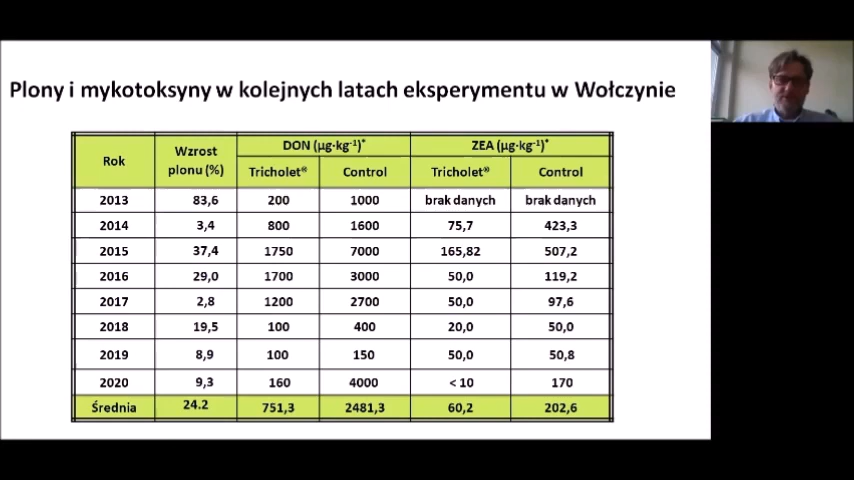 Plony i mykotoksyny w kolejnych latach eksperymentu w Wołczynie
Rok Wzrost plonu (%) DON (µg·kg-1)* ZEA (µg·kg-1)*
Tricholet® Control Tricholet® Control
2013 83,6 200 1000 brak danych brak danych
2014 3,4 800 1600 75,7 423,3
2015 37,4 1750 7000 165,82 507,2
2016 29,0 1700 3000 50,0 119,2
2017 2,8 1200 2700 50,0 97,6
2018 19,5 100 400 20,0 50,0
2019 8,9 100 150 50,0 50,8
2020 9,3 160 4000 < 10 170
Średnia 24.2 751,3 2481,3 60,2 202,6